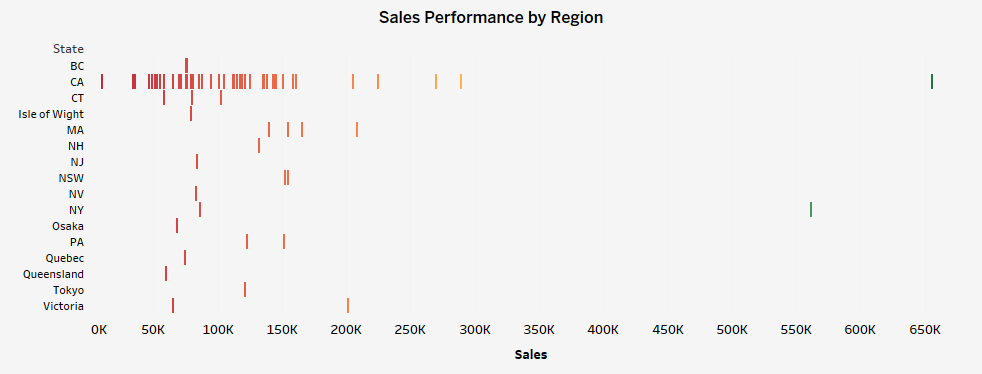 Sales Performance by Region
State
BC
CA
CT
Isle of Wight
MA
NH
NJ
NSW
NV
NY
Osaka
PA
Quebec
Queensland
Tokyo
Victoria
0K 50K 100K 150K 200K 250K 300K 350K 400K 450K 500K 550K 600K 650K
Sales